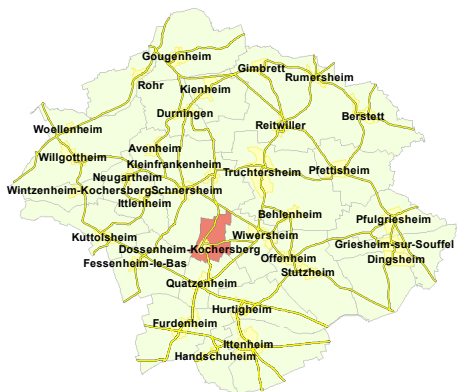 Gougenheim
Gimbrett
Rumersheim
Rohr
Kienheim
Durningen
Berstett
Reitwiller
Woellenheim
Avenheim
Willgottheim
Kleinfrankenheim
Neugartheim
Truchtersheim
Pfettisheim
Wintzenheim-Kochersberg
Schnersheim
Ittlenheim
Behlenheim
Pfulgriesheim
Kuttolsheim
Wiwersheim
Dossenheim-Kochersberg
Griesheim-sur-Souffel
Fessenheim-le-Bas
Offenheim
Dingsheim
Stutzheim
Quatzenheim
Hurtigheim
Furdenheim
Ittenheim
Handschuheim